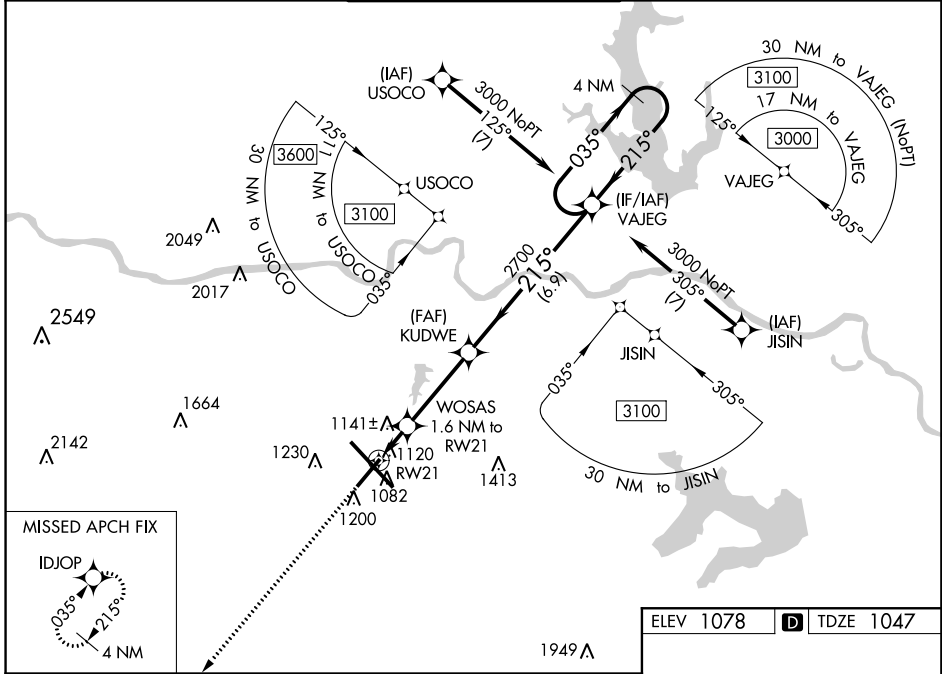 (IAF)
USOCO
3000 NoPT
125°
(7)
4 NM
035°
215°
(IF/IAF)
VAJEG
30 NM to VAJEG (NoPT)
3100
17 NM to VAJEG
3000
125°
VAJEG
305°
125°
3600
11 NM to USOCO
30 NM to USOCO
3100
USOCO
035°
2049
2017
2549
1664
2142
1230
2700
215°
(6.9)
(FAF)
KUDWE
3000 NoPT
305°
(7)
(IAF)
JISIN
JISIN
035°
305°
3100
30 NM to JISIN
WOSAS
1.6 NM to
RW21
1141±
1120
RW21
1082
1200
1413
MISSED APCH FIX
IDJOP
035°
215°
4 NM
1949
ELEV 1078 D TDZE 1047